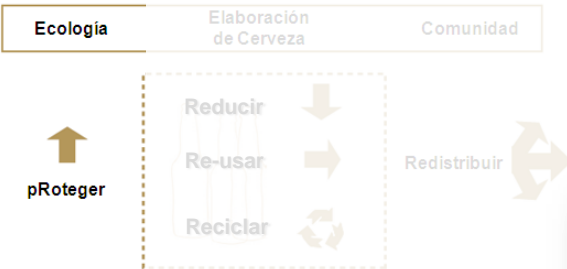 Ecología
Elaboración
de Cerveza
Comunidad
Reducir
Re-usar
Redistribuir
pRoteger
Reciclar